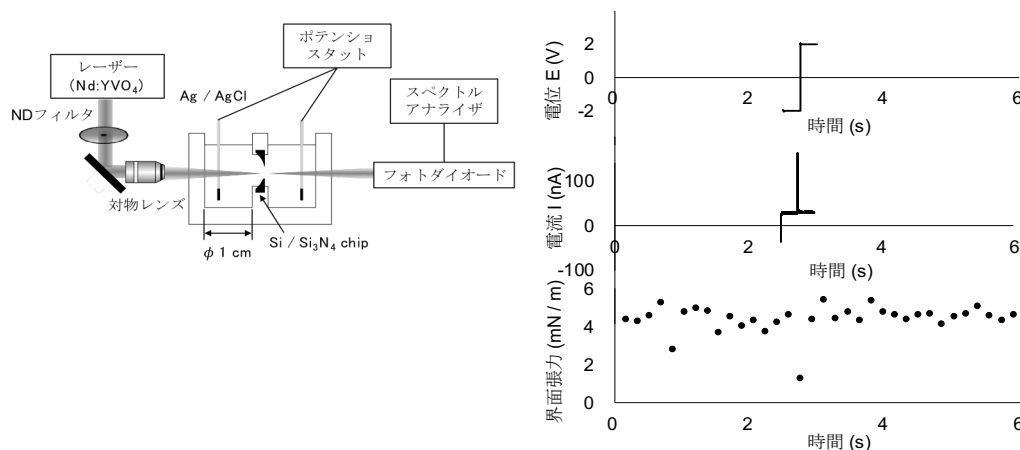 ポテンショ
スタット
レーザー
(Nd:YVO₄)
Ag / AgCl
スペクトル
アナライザ
NDフィルタ
フォトダイオード
対物レンズ
Si / Si₃N₄ chip
φ 1 cm
電位 E (V)
2
0
-2
2
4
6
時間 (s)
電流 I (nA)
100
0
-100
0
2
4
6
時間 (s)
界面張力 (mN / m)
6
4
2
0
0
2
4
6
時間 (s)